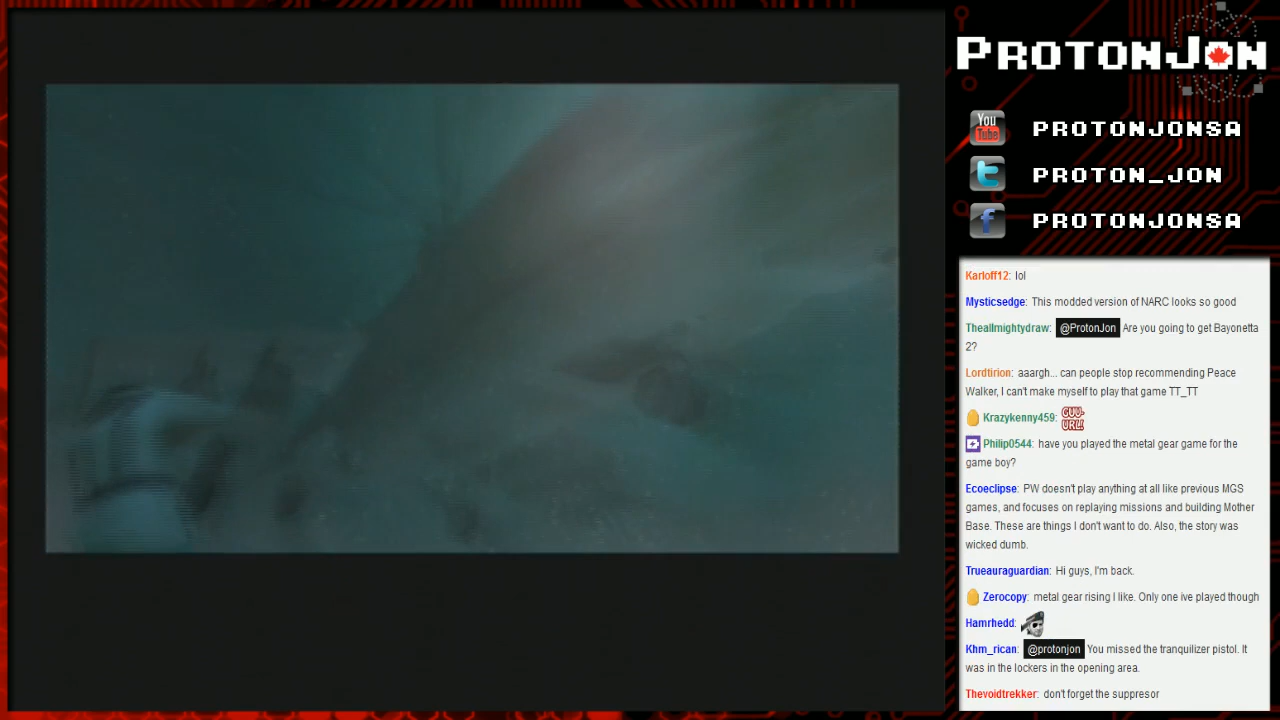 PROTONJON
You Tube PROTONJONSA
PROTON_JON
PROTONJONSA
Karloff12: lol
Mysticsedge: This modded version of NARC looks so good
Theallmightydraw: @ProtonJon Are you going to get Bayonetta
2?
Lordtirion: aaargh... can people stop recommending Peace
Walker, I can't make myself to play that game TT_TT
Krazykenny459: GUU-
URL!
Philip0544: have you played the metal gear game for the
game boy?
Ecoeclipse: PW doesn't play anything at all like previous MGS
games, and focuses on replaying missions and building Mother
Base. These are things I don't want to do. Also, the story was
wicked dumb.
Trueauraguardian: Hi guys, I'm back.
Zerocopy: metal gear rising I like. Only one ive played though
Hamrhedd:
Khm_rican: @protonjon You missed the tranquilizer pistol. It
was in the lockers in the opening area.
Thevoidtrekker: don't forget the suppresor